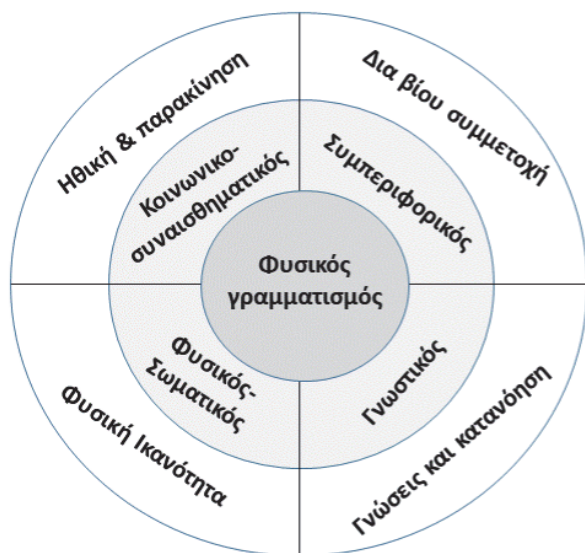 Ηθική & παρακίνηση
Δια βίου συμμετοχή
Κοινωνικο-
συναισθηματικός
Συμπεριφορικός
Φυσικός
γραμματισμός
Φυσικός-
Σωματικός
Γνωστικός
Φυσική Ικανότητα
Γνώσεις και κατανόηση